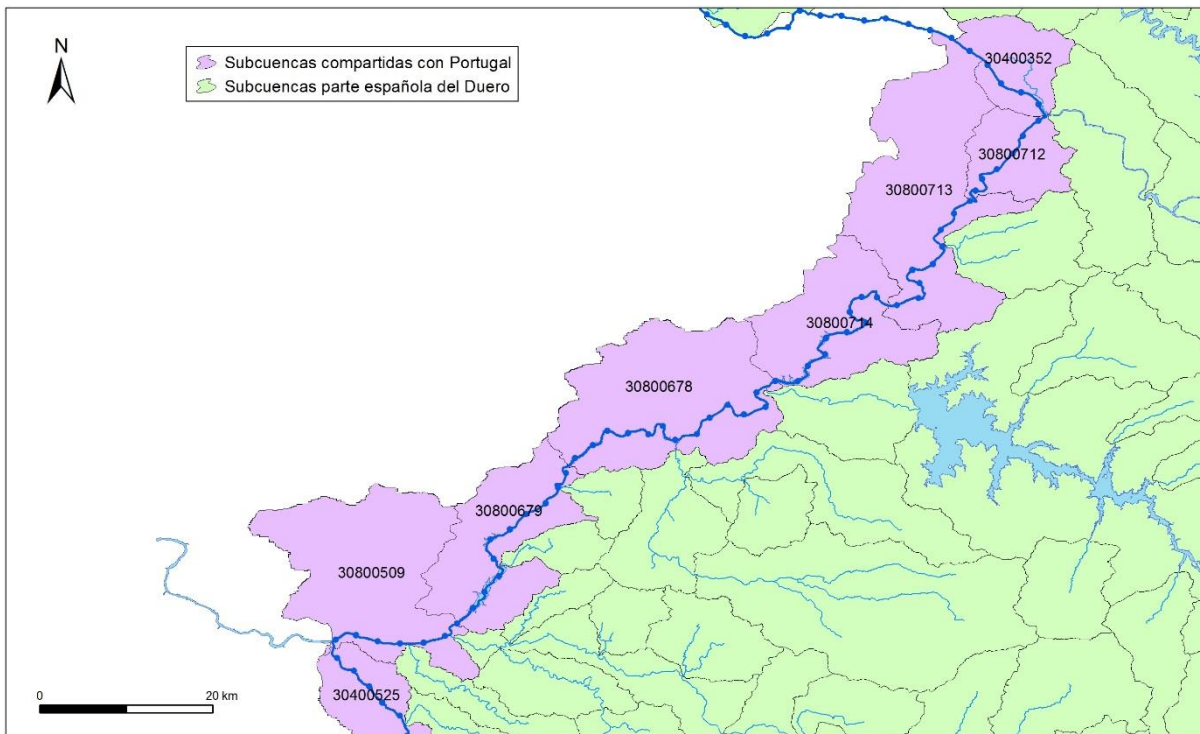 N
Subcuencas compartidas con Portugal
Subcuencas parte española del Duero
30400352
30800712
30800713
30800714
30800678
30800679
30800509
30400525
0 20 km